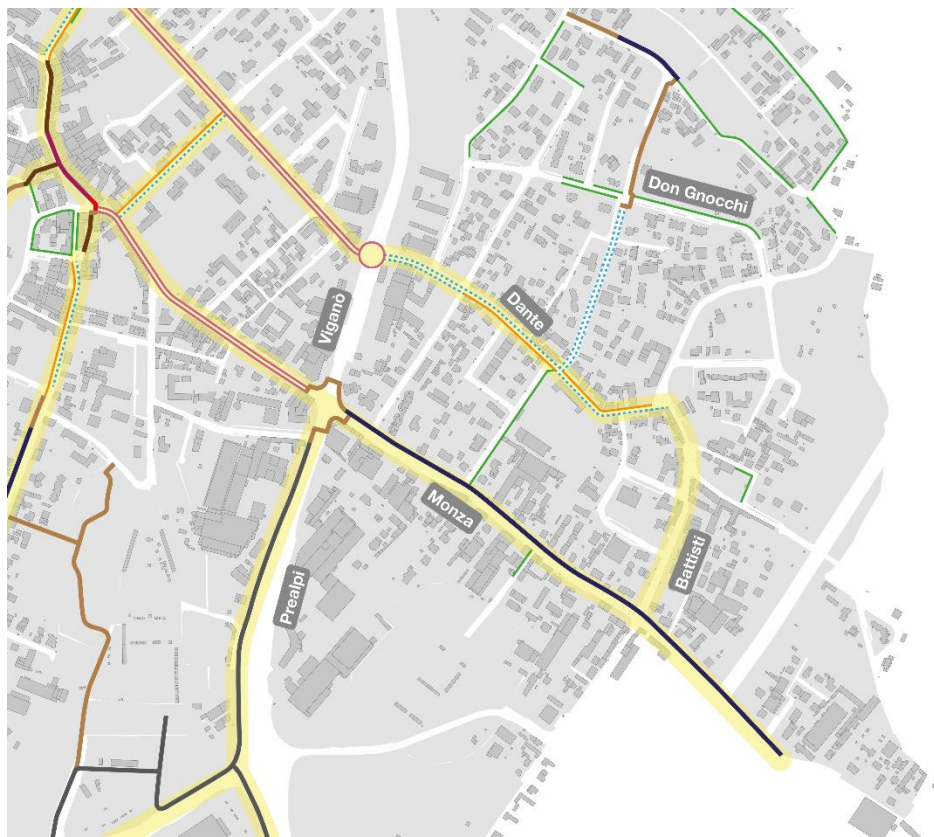 Don Gnocchi
Viganò
Dante
Monza
Battisti
Prealpi